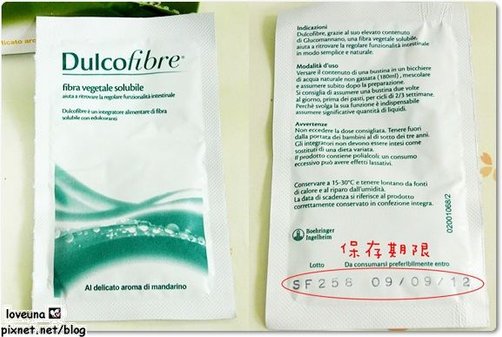 Dulcofibre®
fibra vegetale solubile
aiuta a ritrovare la regolare funzionalità intestinale
Dulcofibre è un integratore alimentare di fibra
solubile con edulcoranti
Al delicato aroma di mandarino
Indicazioni
Dulcofibre, grazie al suo elevato contenuto
di Glucomannano, una fibra vegetale solubile,
aiuta a ritrovare la regolare funzionalità intestinale
in modo semplice e naturale.
Modalità d'uso
Versare il contenuto di una bustina in un bicchiere
di acqua naturale non gassata (180ml) , mescolare
e assumere subito dopo la preparazione.
Si consiglia di assumere una bustina due volte
al giorno, prima dei pasti, per cicli di 2/3 settimane.
Perchè svolga la sua funzione è indispensabile
assumere significative quantità di liquidi.
Avvertenze
Non eccedere la dose consigliata. Tenere fuori
dalla portata dei bambini al di sotto dei tre anni.
Gli integratori non devono essere intesi come
sostituti di una dieta variata.
Il prodotto contiene polialcoli: un consumo
eccessivo può avere effetti lassativi.
Conservare a 15-30°C e tenere lontano da fonti
di calore e al riparo dall'umidità.
La data di scadenza si riferisce al prodotto
correttamente conservato in confezione integra.
02001068/2
Boehringer
Ingelheim
保存期限
Lotto Da consumarsi preferibilmente entro
SF258 09/09/12
loveuna
pixnet.net/blog